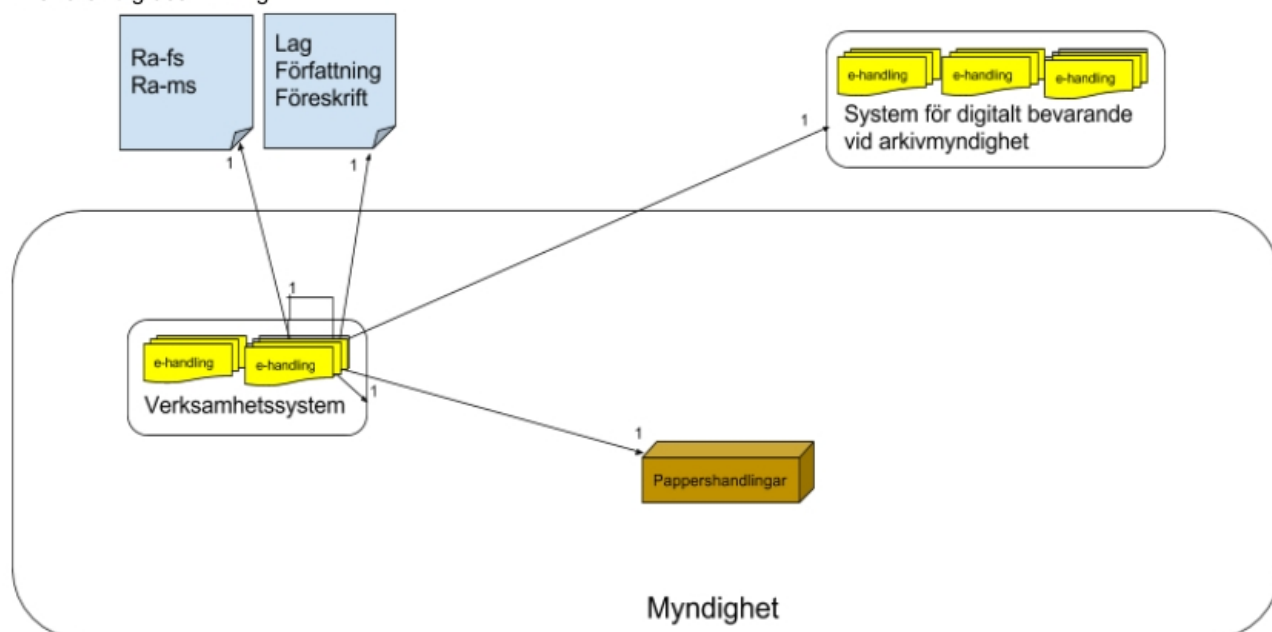 Ra-fs
Ra-ms
Lag
Författning
Föreskrift
e-handling
e-handling
e-handling
System för digitalt bevarande
vid arkivmyndighet
1
1
1
1
e-handling
e-handling
1
Verksamhetssystem
1
Pappershandlingar
Myndighet